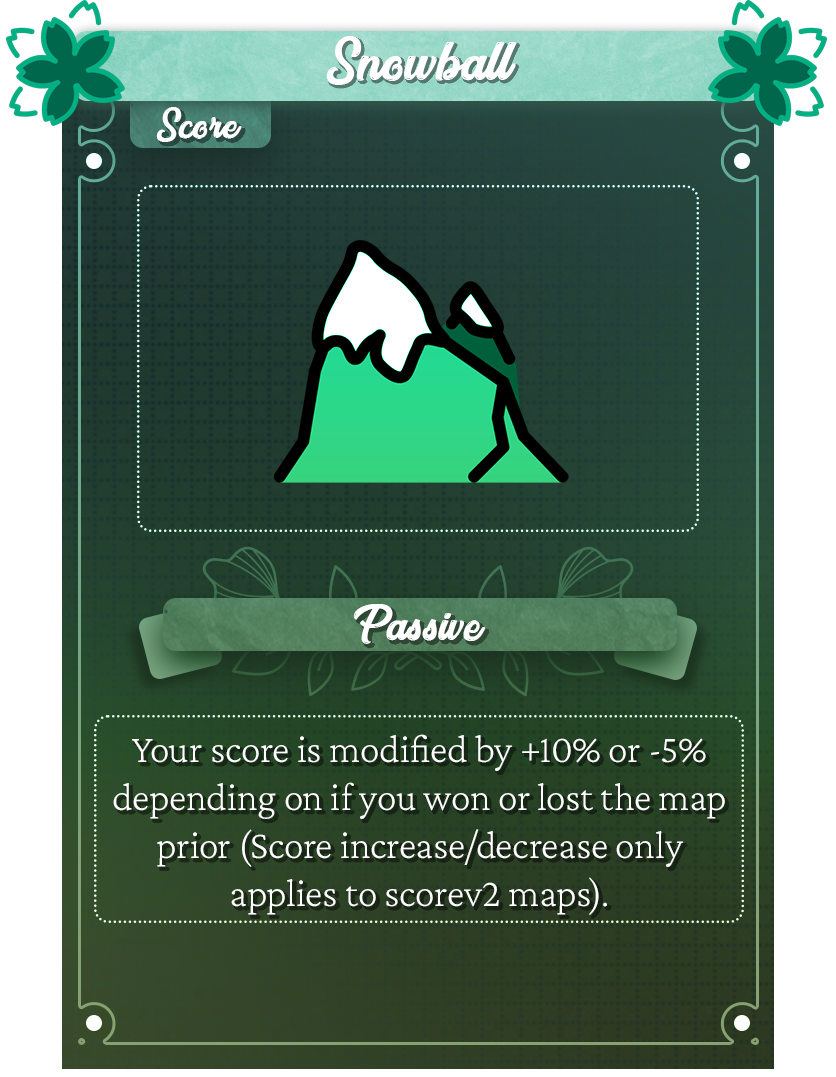 Snowball
Score
Passive
Your score is modified by +10% or -5%
depending on if you won or lost the map
prior (Score increase/decrease only
applies to scorev2 maps).